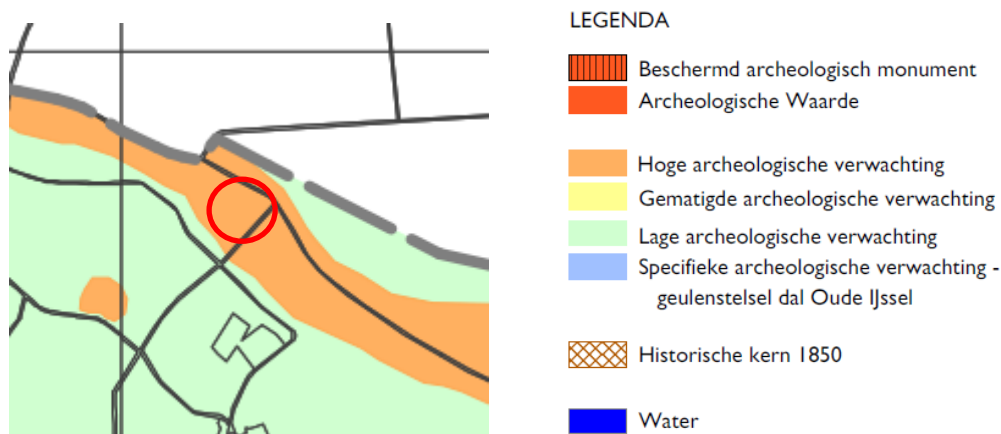 LEGENDA
Beschermd archeologisch monument
Archeologische Waarde
Hoge archeologische verwachting
Gematigde archeologische verwachting
Lage archeologische verwachting
Specifieke archeologische verwachting -
geulenstelsel dal Oude IJssel
Historische kern 1850
Water